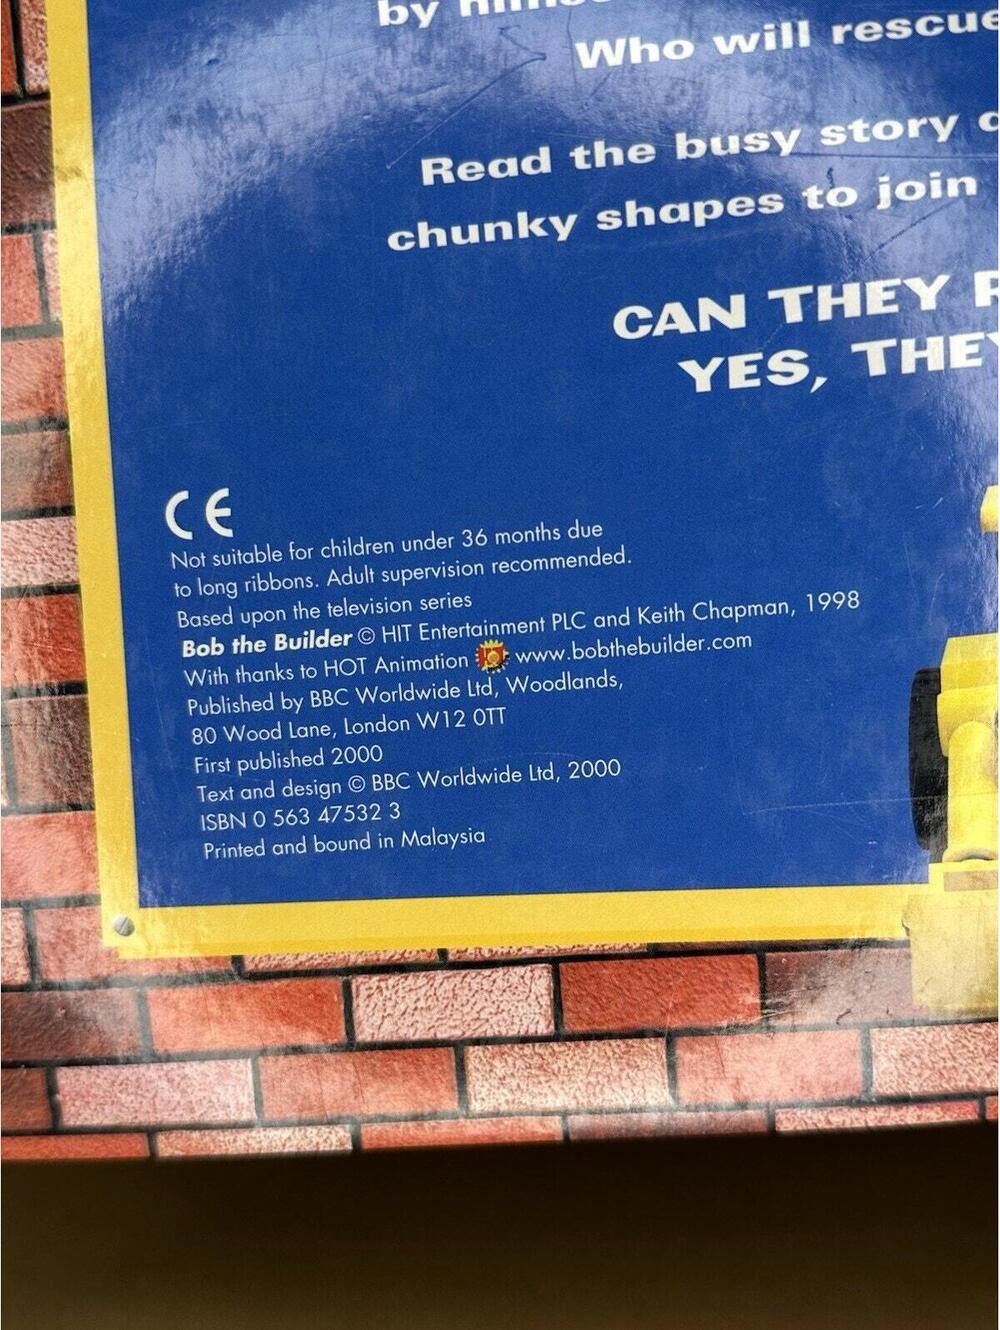 by
Who will rescue
Read the busy story
chunky shapes to join
CAN THEY
YES, THEY
CE
Not suitable for children under 36 months due
to long ribbons. Adult supervision recommended.
Based upon the television series
Bob the Builder © HIT Entertainment PLC and Keith Chapman, 1998
With thanks to HOT Animation www.bobthebuilder.com
Published by BBC Worldwide Ltd, Woodlands,
80 Wood Lane, London W12 0TT
First published 2000
Text and design © BBC Worldwide Ltd, 2000
ISBN 0 563 47532 3
Printed and bound in Malaysia